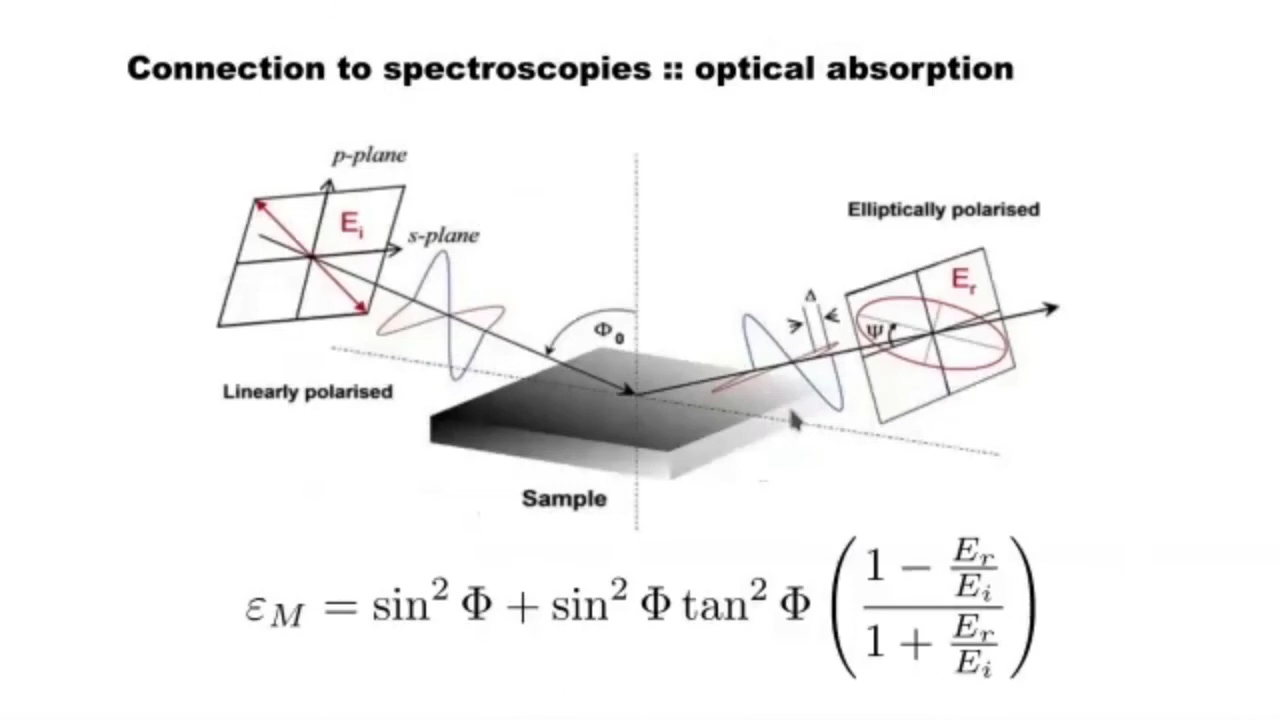 Connection to spectroscopies :: optical absorption
p-plane
E_i
s-plane
Linearly polarised
Φ_0
Sample
Δ
Elliptically polarised
E_r
Ψ
ε_M = sin² Φ + sin² Φ tan² Φ ( (1 − E_r/E_i) / (1 + E_r/E_i) )